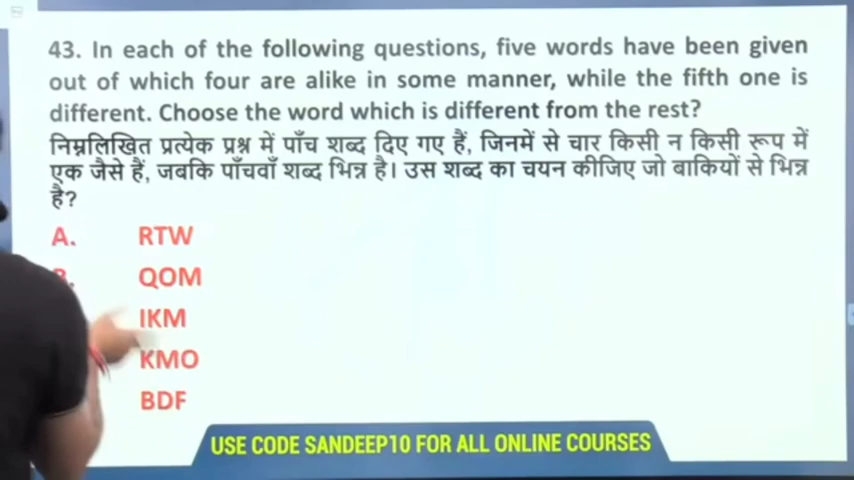 43. In each of the following questions, five words have been given
out of which four are alike in some manner, while the fifth one is
different. Choose the word which is different from the rest?
निम्नलिखित प्रत्येक प्रश्न में पाँच शब्द दिए गए हैं, जिनमें से चार किसी न किसी रूप में
एक जैसे हैं, जबकि पाँचवाँ शब्द भिन्न है। उस शब्द का चयन कीजिए जो बाकियों से भिन्न
है?
A. RTW
B. QOM
IKM
KMO
BDF
USE CODE SANDEEP10 FOR ALL ONLINE COURSES